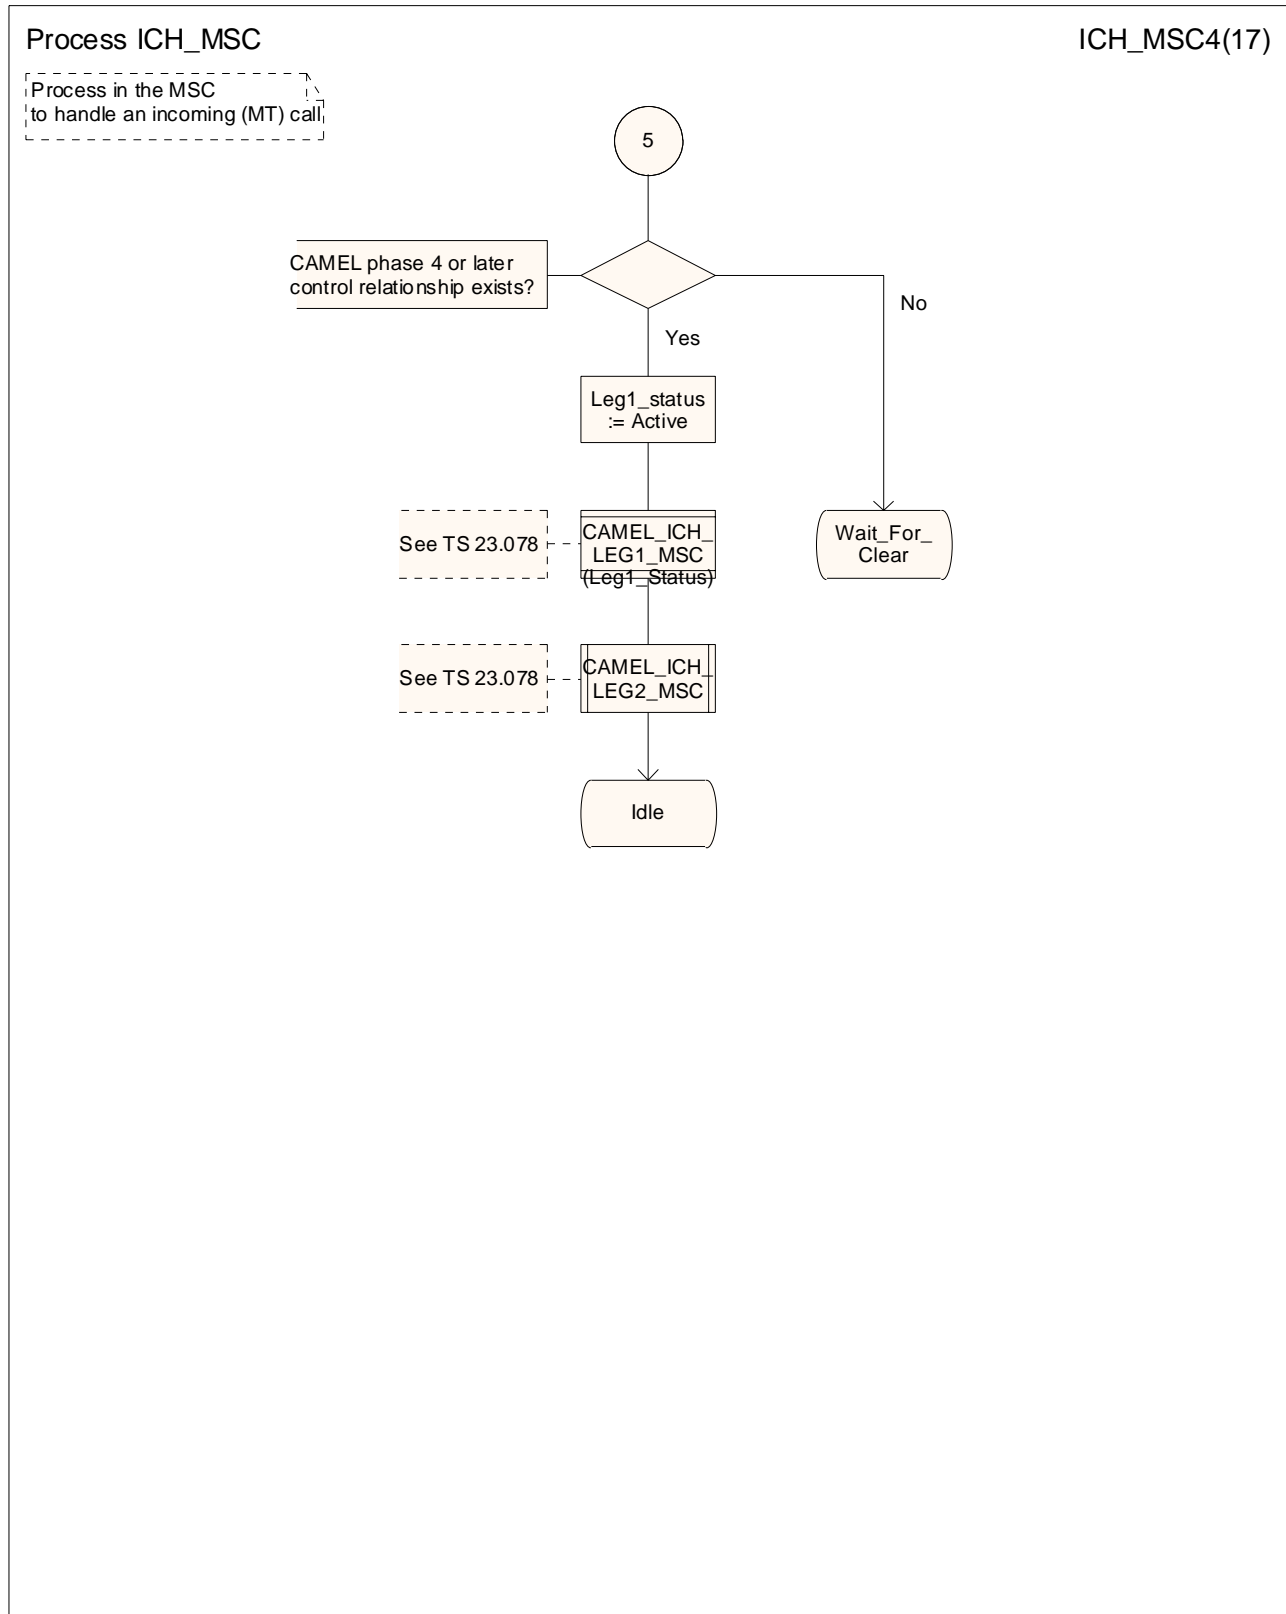 Process ICH_MSC
ICH_MSC4(17)
Process in the MSC
to handle an incoming (MT) call
5
CAMEL phase 4 or later
control relationship exists?
No
Yes
Leg1_status
:= Active
See TS 23.078
CAMEL_ICH_
LEG1_MSC
(Leg1_Status)
Wait_For_
Clear
See TS 23.078
CAMEL_ICH_
LEG2_MSC
Idle